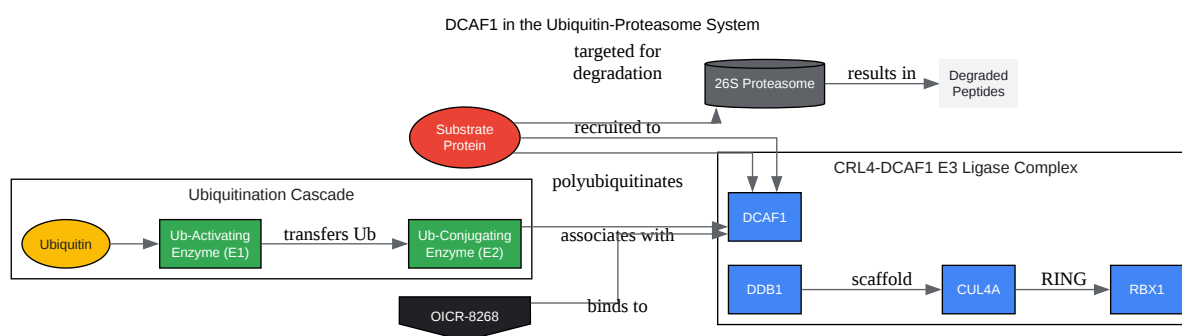 DCAF1 in the Ubiquitin-Proteasome System
targeted for
degradation
26S Proteasome
results in
Degraded
Peptides
Substrate
Protein
recruited to
CRL4-DCAF1 E3 Ligase Complex
polyubiquitinates
Ubiquitination Cascade
DCAF1
Ubiquitin
Ub-Activating
Enzyme (E1)
transfers Ub
Ub-Conjugating
Enzyme (E2)
associates with
DDB1
scaffold
CUL4A
RING
RBX1
OICR-8268
binds to